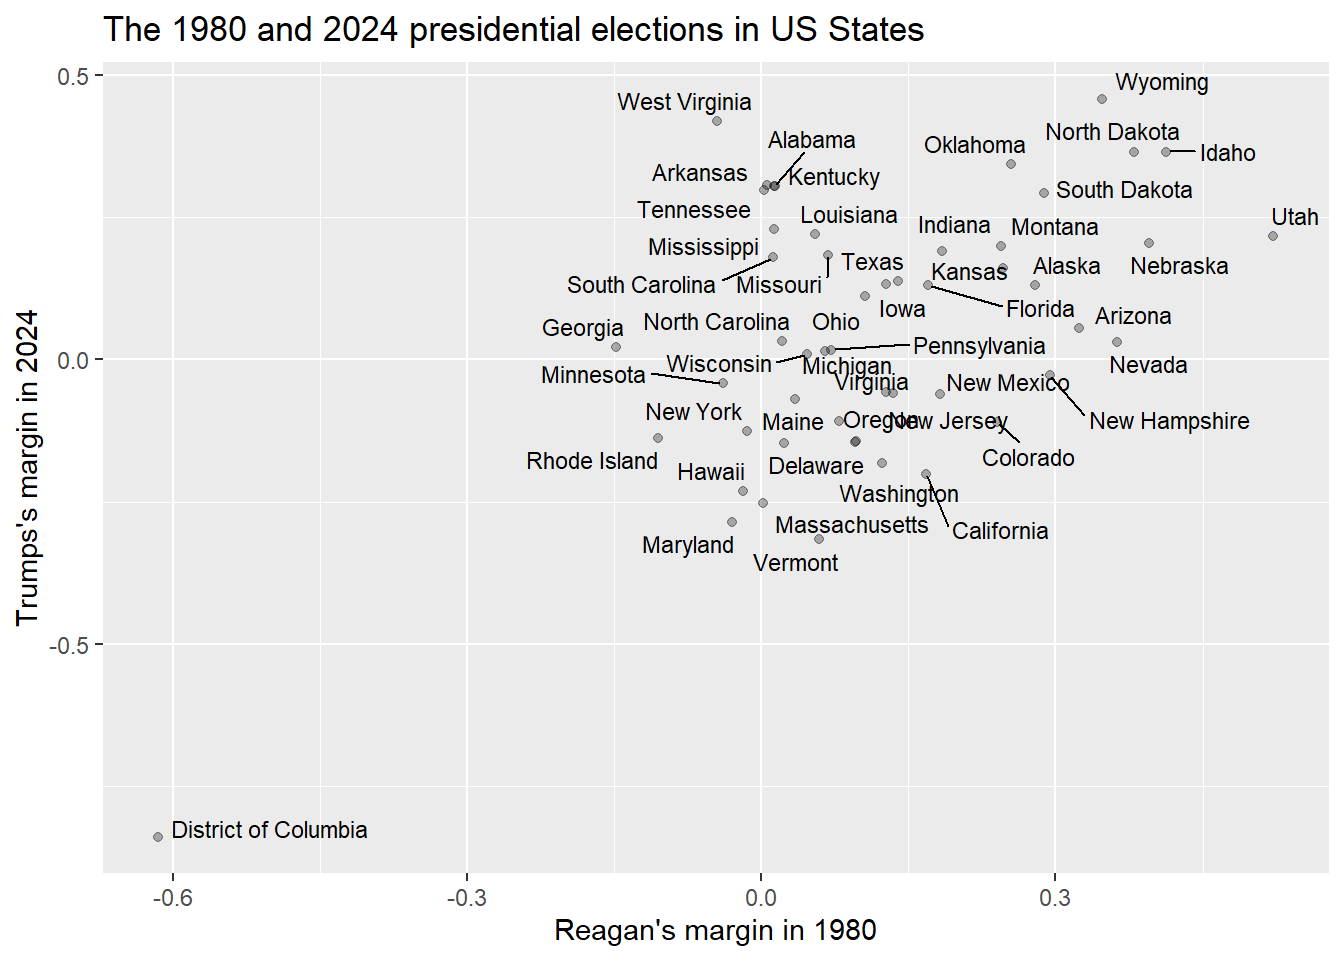 The 1980 and 2024 presidential elections in US States
Trumps's margin in 2024
0.5
0.0
-0.5
Wyoming
West Virginia
North Dakota
Alabama
Oklahoma
Idaho
Arkansas
Kentucky
South Dakota
Tennessee
Louisiana
Utah
Indiana
Montana
Mississippi
Texas
Kansas
Alaska
Nebraska
South Carolina
Missouri
Iowa
Florida
Arizona
Georgia
North Carolina
Ohio
Pennsylvania
Wisconsin
Michigan
Nevada
Minnesota
Virginia
New Mexico
New York
Maine
Oregon
New Jersey
New Hampshire
Rhode Island
Delaware
Colorado
Hawaii
Washington
Massachusetts
California
Maryland
Vermont
District of Columbia
-0.6
-0.3
0.0
0.3
Reagan's margin in 1980